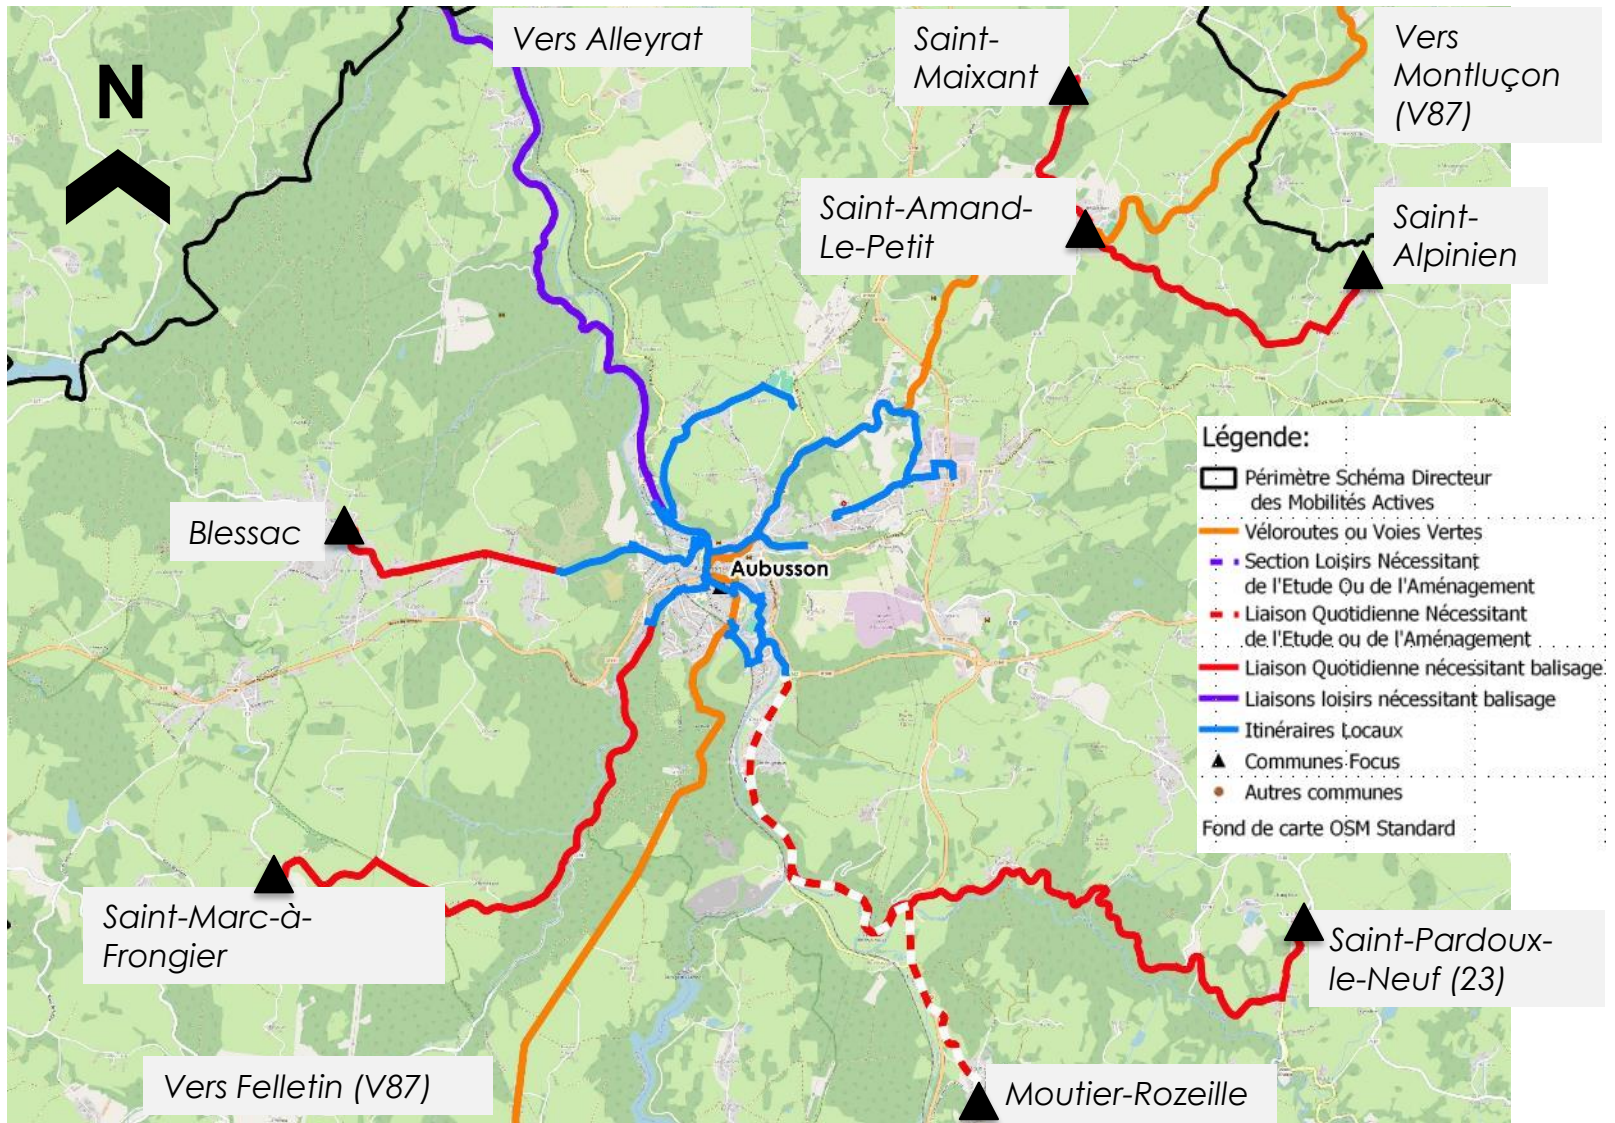 Vers Alleyrat
Saint-
Maixant
Vers
Montluçon
(V87)
N
Saint-Amand-
Le-Petit
Saint-
Alpinien
Blessac
Aubusson
Légende:
Périmètre Schéma Directeur
des Mobilités Actives
Véloroutes ou Voies Vertes
Section Loisirs Nécessitant
de l'Etude Ou de l'Aménagement
Liaison Quotidienne Nécessitant
de l'Etude ou de l'Aménagement
Liaison Quotidienne nécessitant balisage
Liaisons loisirs nécessitant balisage
Itinéraires Locaux
Communes Focus
Autres communes
Fond de carte OSM Standard
Saint-Marc-à-
Frongier
Saint-Pardoux-
le-Neuf (23)
Vers Felletin (V87)
Moutier-Rozeille